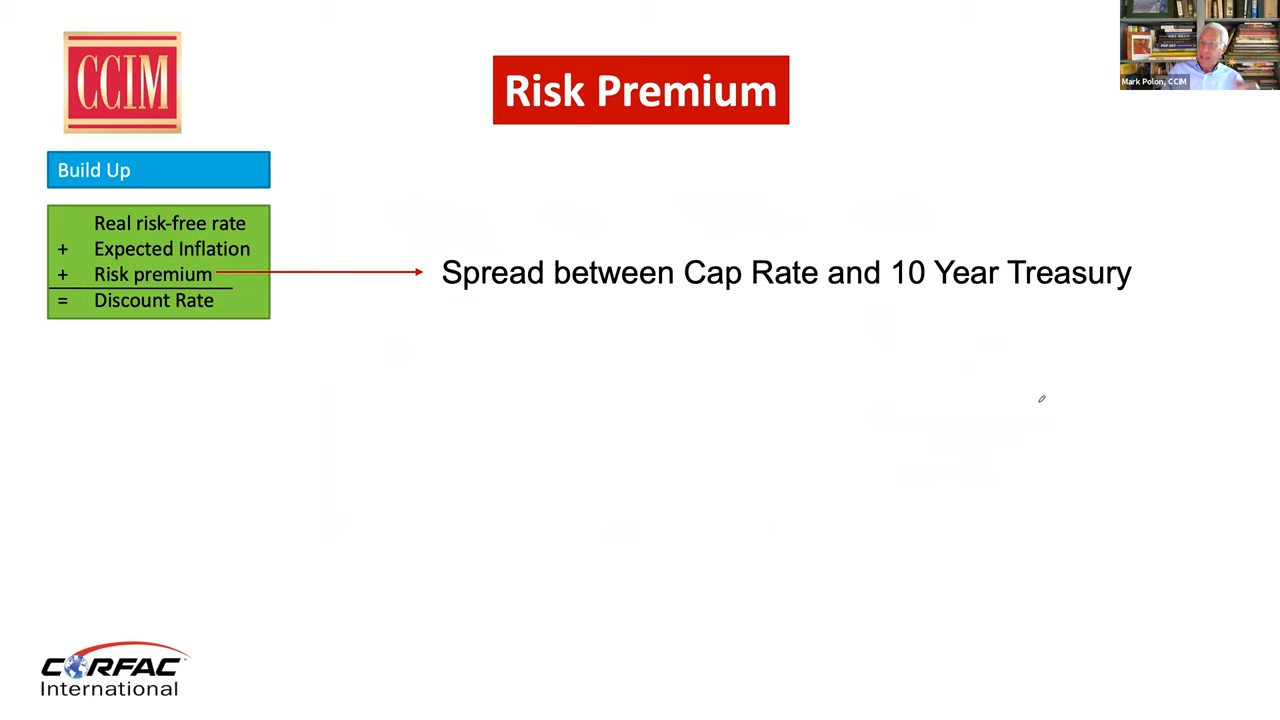 CCIM
Risk Premium
Mark Polon, CCIM
Build Up
Real risk-free rate
+ Expected Inflation
+ Risk premium
= Discount Rate
Spread between Cap Rate and 10 Year Treasury
CORFAC
International